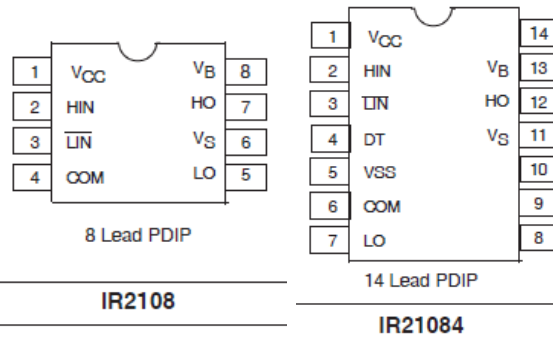 1 VCC VB 8
2 HIN HO 7
3 L̅I̅N̅ VS 6
4 COM LO 5
8 Lead PDIP
IR2108
1 VCC 14
2 HIN VB 13
3 L̅I̅N̅ HO 12
4 DT VS 11
5 VSS 10
6 COM 9
7 LO 8
14 Lead PDIP
IR21084